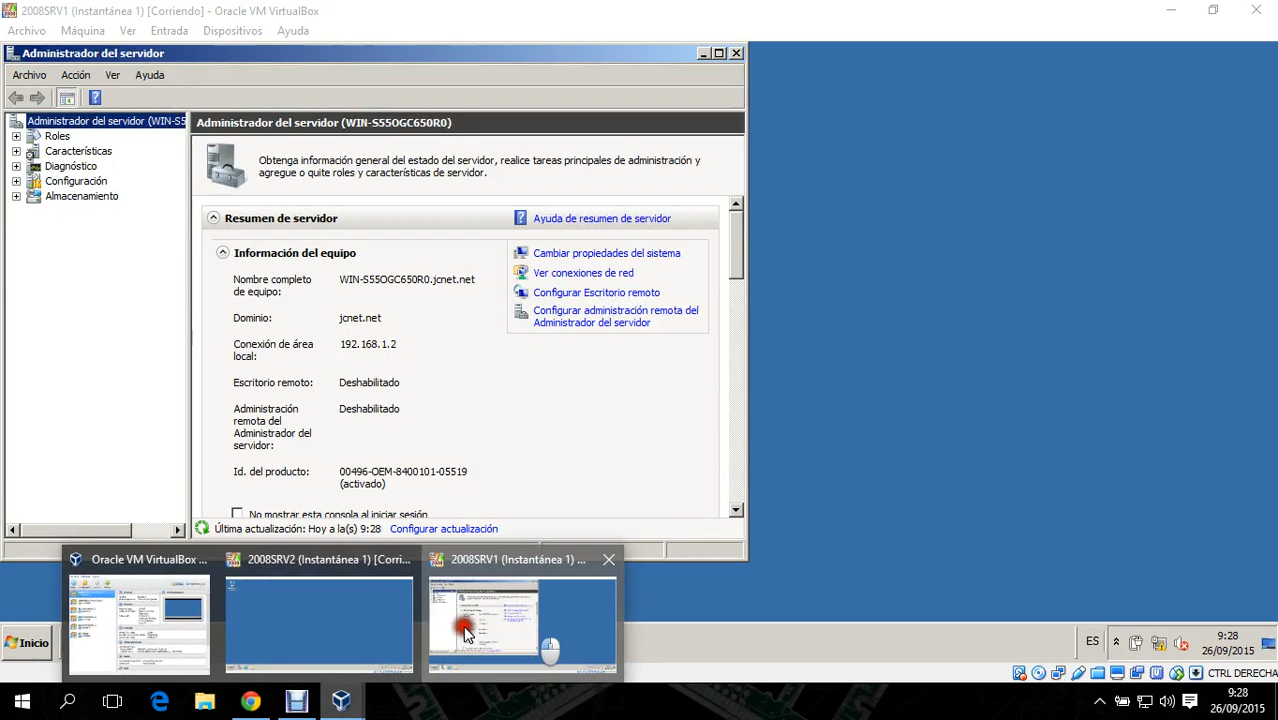 2008SRV1 (Instantánea 1) [Corriendo] - Oracle VM VirtualBox
Archivo Máquina Ver Entrada Dispositivos Ayuda
Administrador del servidor
Archivo Acción Ver Ayuda
Administrador del servidor (WIN-S5
Roles
Características
Diagnóstico
Configuración
Almacenamiento
Administrador del servidor (WIN-S55OGC650R0)
Obtenga información general del estado del servidor, realice tareas principales de administración y
agregue o quite roles y características de servidor.
Resumen de servidor
Ayuda de resumen de servidor
Información del equipo
Nombre completo
de equipo:
WIN-S55OGC650R0.jcnet.net
Dominio:
jcnet.net
Conexión de área
local:
192.168.1.2
Escritorio remoto:
Deshabilitado
Administración
remota del
Administrador del
servidor:
Deshabilitado
Id. del producto:
00496-OEM-8400101-05519
(activado)
No mostrar esta consola al iniciar sesión
Cambiar propiedades del sistema
Ver conexiones de red
Configurar Escritorio remoto
Configurar administración remota del
Administrador del servidor
Última actualización: Hoy a la(s) 9:28 Configurar actualización
Oracle VM VirtualBox ...
2008SRV2 (Instantánea 1) [Corri...
2008SRV1 (Instantánea 1) ...
Inicio
ES
9:28
26/09/2015
CTRL DERECHA
9:28
26/09/2015